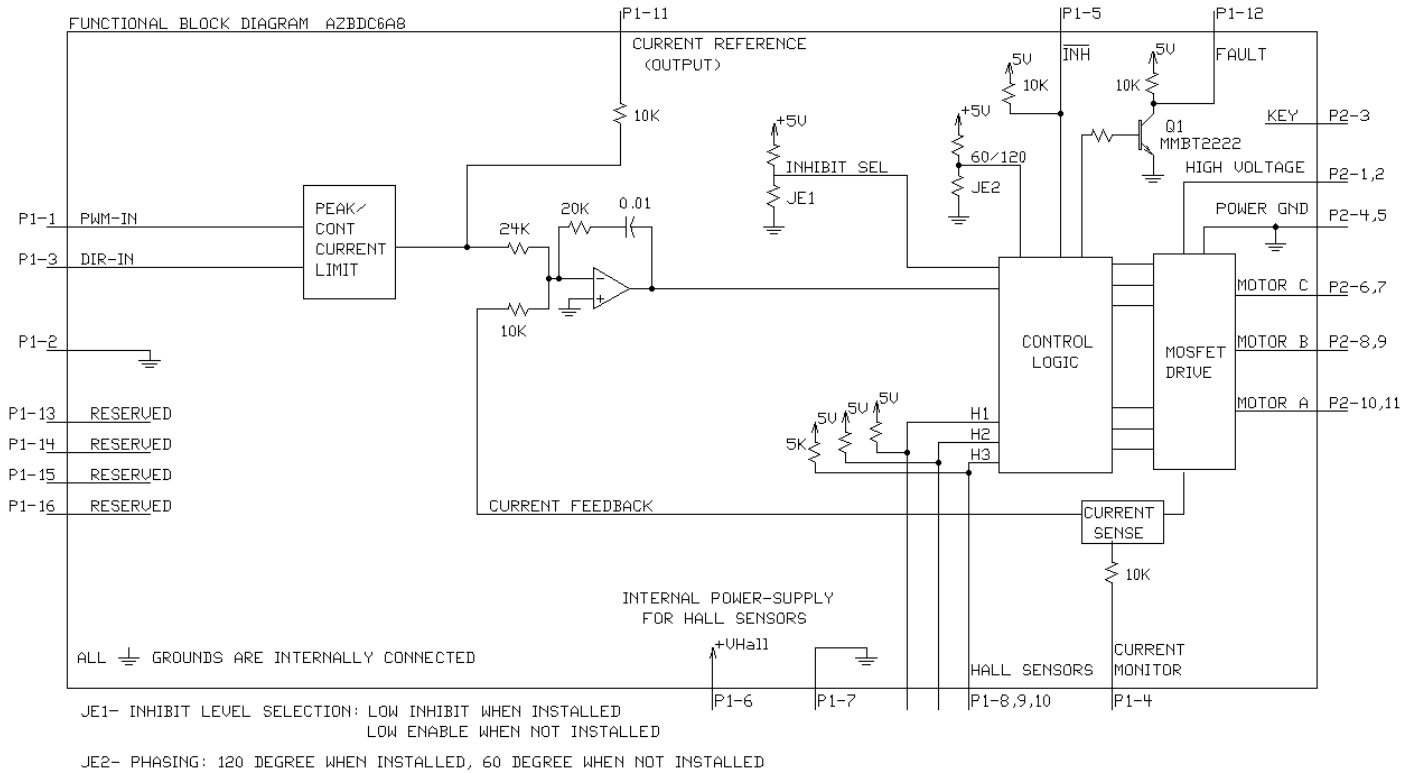 FUNCTIONAL BLOCK DIAGRAM AZBDC6A8
P1-11
P1-5
P1-12
CURRENT REFERENCE
(OUTPUT)
10K
INH
5V
10K
5V
10K
FAULT
KEY
P2-3
Q1
MMBT2222
+5V
INHIBIT SEL
JE1
+5V
60/120
JE2
HIGH VOLTAGE
P2-1,2
POWER GND
P2-4,5
P1-1
PWM-IN
P1-3
DIR-IN
PEAK/
CONT
CURRENT
LIMIT
24K
20K
0.01
10K
-
+
P1-2
CONTROL
LOGIC
MOSFET
DRIVE
MOTOR C
P2-6,7
MOTOR B
P2-8,9
MOTOR A
P2-10,11
P1-13
RESERVED
P1-14
RESERVED
P1-15
RESERVED
P1-16
RESERVED
5V
5V
5V
5K
H1
H2
H3
CURRENT FEEDBACK
CURRENT
SENSE
10K
INTERNAL POWER-SUPPLY
FOR HALL SENSORS
+VHall
ALL GROUNDS ARE INTERNALLY CONNECTED
HALL SENSORS
CURRENT
MONITOR
P1-6
P1-7
P1-8,9,10
P1-4
JE1- INHIBIT LEVEL SELECTION: LOW INHIBIT WHEN INSTALLED
LOW ENABLE WHEN NOT INSTALLED
JE2- PHASING: 120 DEGREE WHEN INSTALLED, 60 DEGREE WHEN NOT INSTALLED